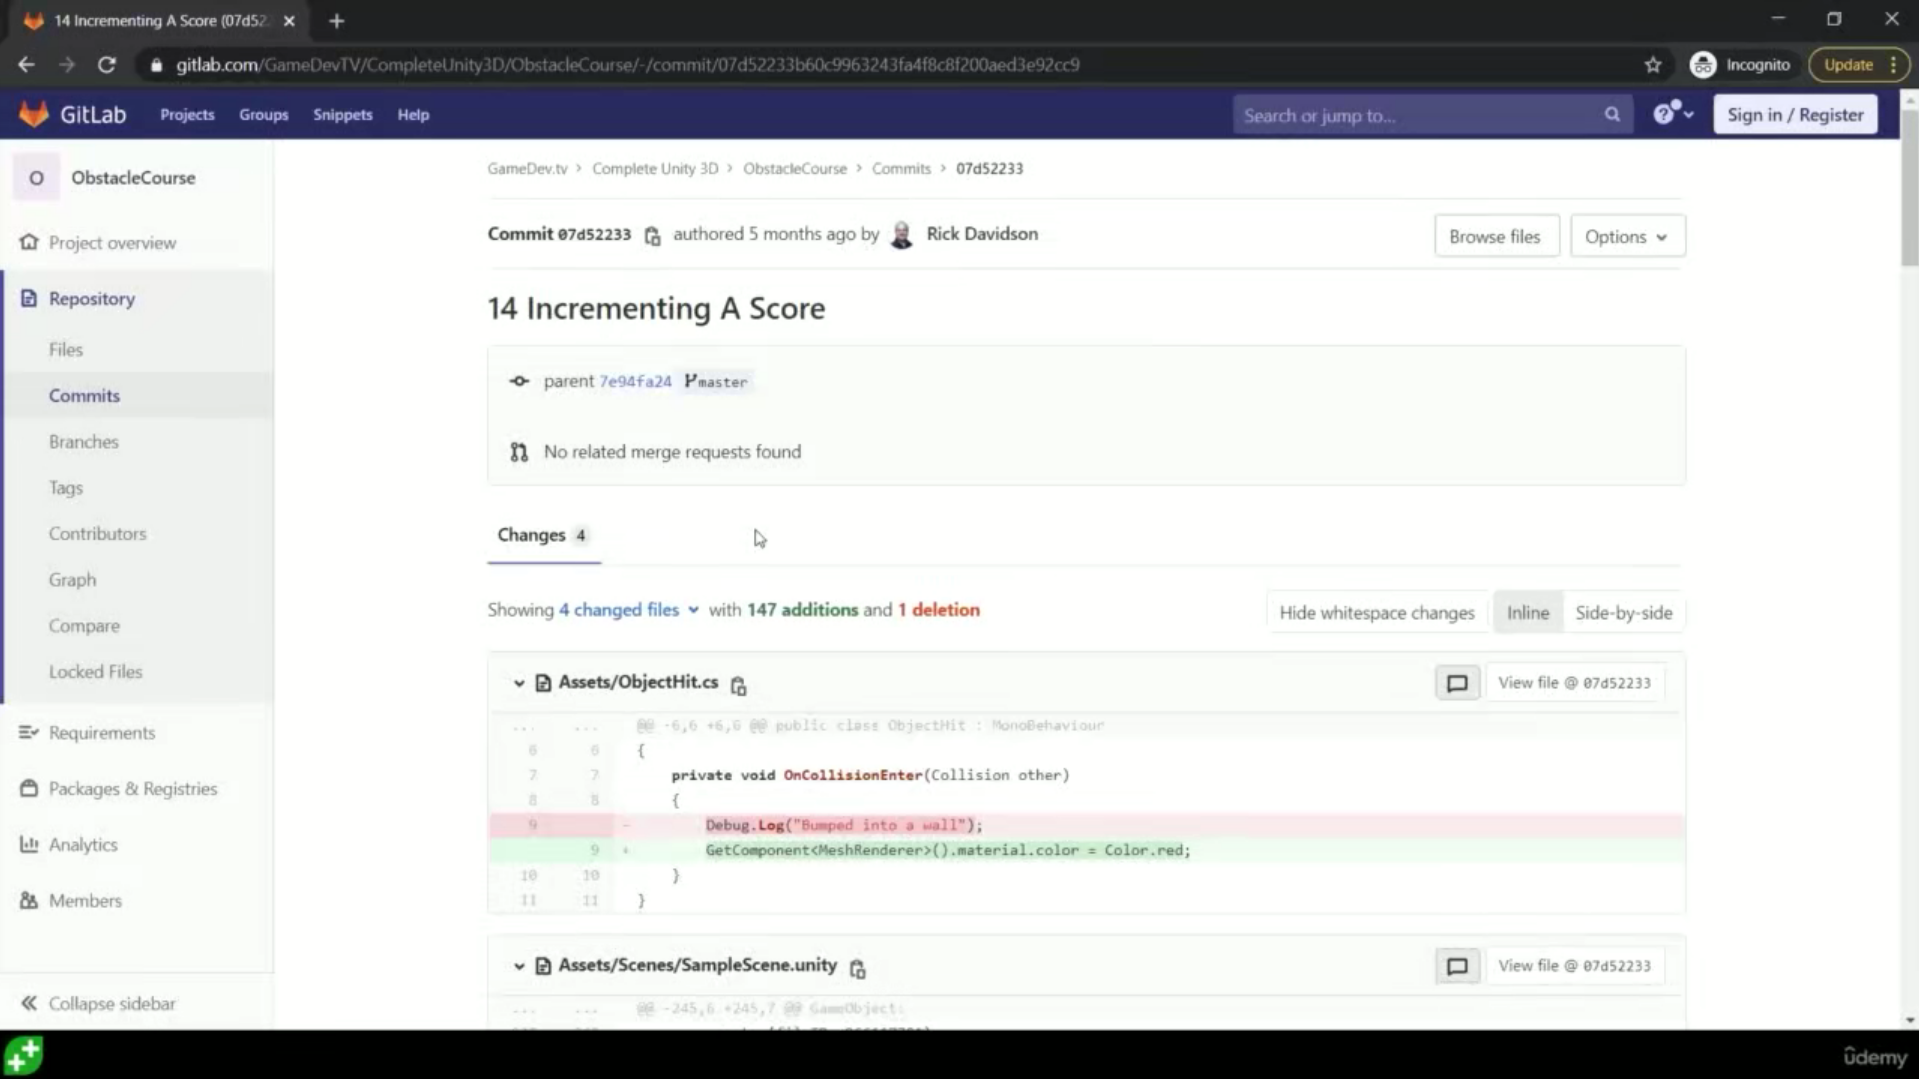 14 Incrementing A Score (07d52
gitlab.com/GameDevTV/CompleteUnity3D/ObstacleCourse/-/commit/07d52233b60c9963243fa4f8c8f200aed3e92cc9
Incognito
Update
GitLab
Projects
Groups
Snippets
Help
Search or jump to...
Sign in / Register
O
ObstacleCourse
Project overview
Repository
Files
Commits
Branches
Tags
Contributors
Graph
Compare
Locked Files
Requirements
Packages & Registries
Analytics
Members
Collapse sidebar
GameDev.tv > Complete Unity 3D > ObstacleCourse > Commits > 07d52233
Commit 07d52233 authored 5 months ago by Rick Davidson
Browse files
Options
14 Incrementing A Score
parent 7e94fa24 master
No related merge requests found
Changes 4
Showing 4 changed files with 147 additions and 1 deletion
Hide whitespace changes
Inline
Side-by-side
Assets/ObjectHit.cs
View file @ 07d52233
... ... @@ -6,6 +6,6 @@ public class ObjectHit : MonoBehaviour
6 6 {
7 7 private void OnCollisionEnter(Collision other)
8 8 {
9 - Debug.Log("Bumped into a wall");
9 + GetComponent<MeshRenderer>().material.color = Color.red;
10 10 }
11 11 }
Assets/Scenes/SampleScene.unity
View file @ 07d52233
... ... @@ -245,6 +245,7 @@ GameObject:
ûdemy